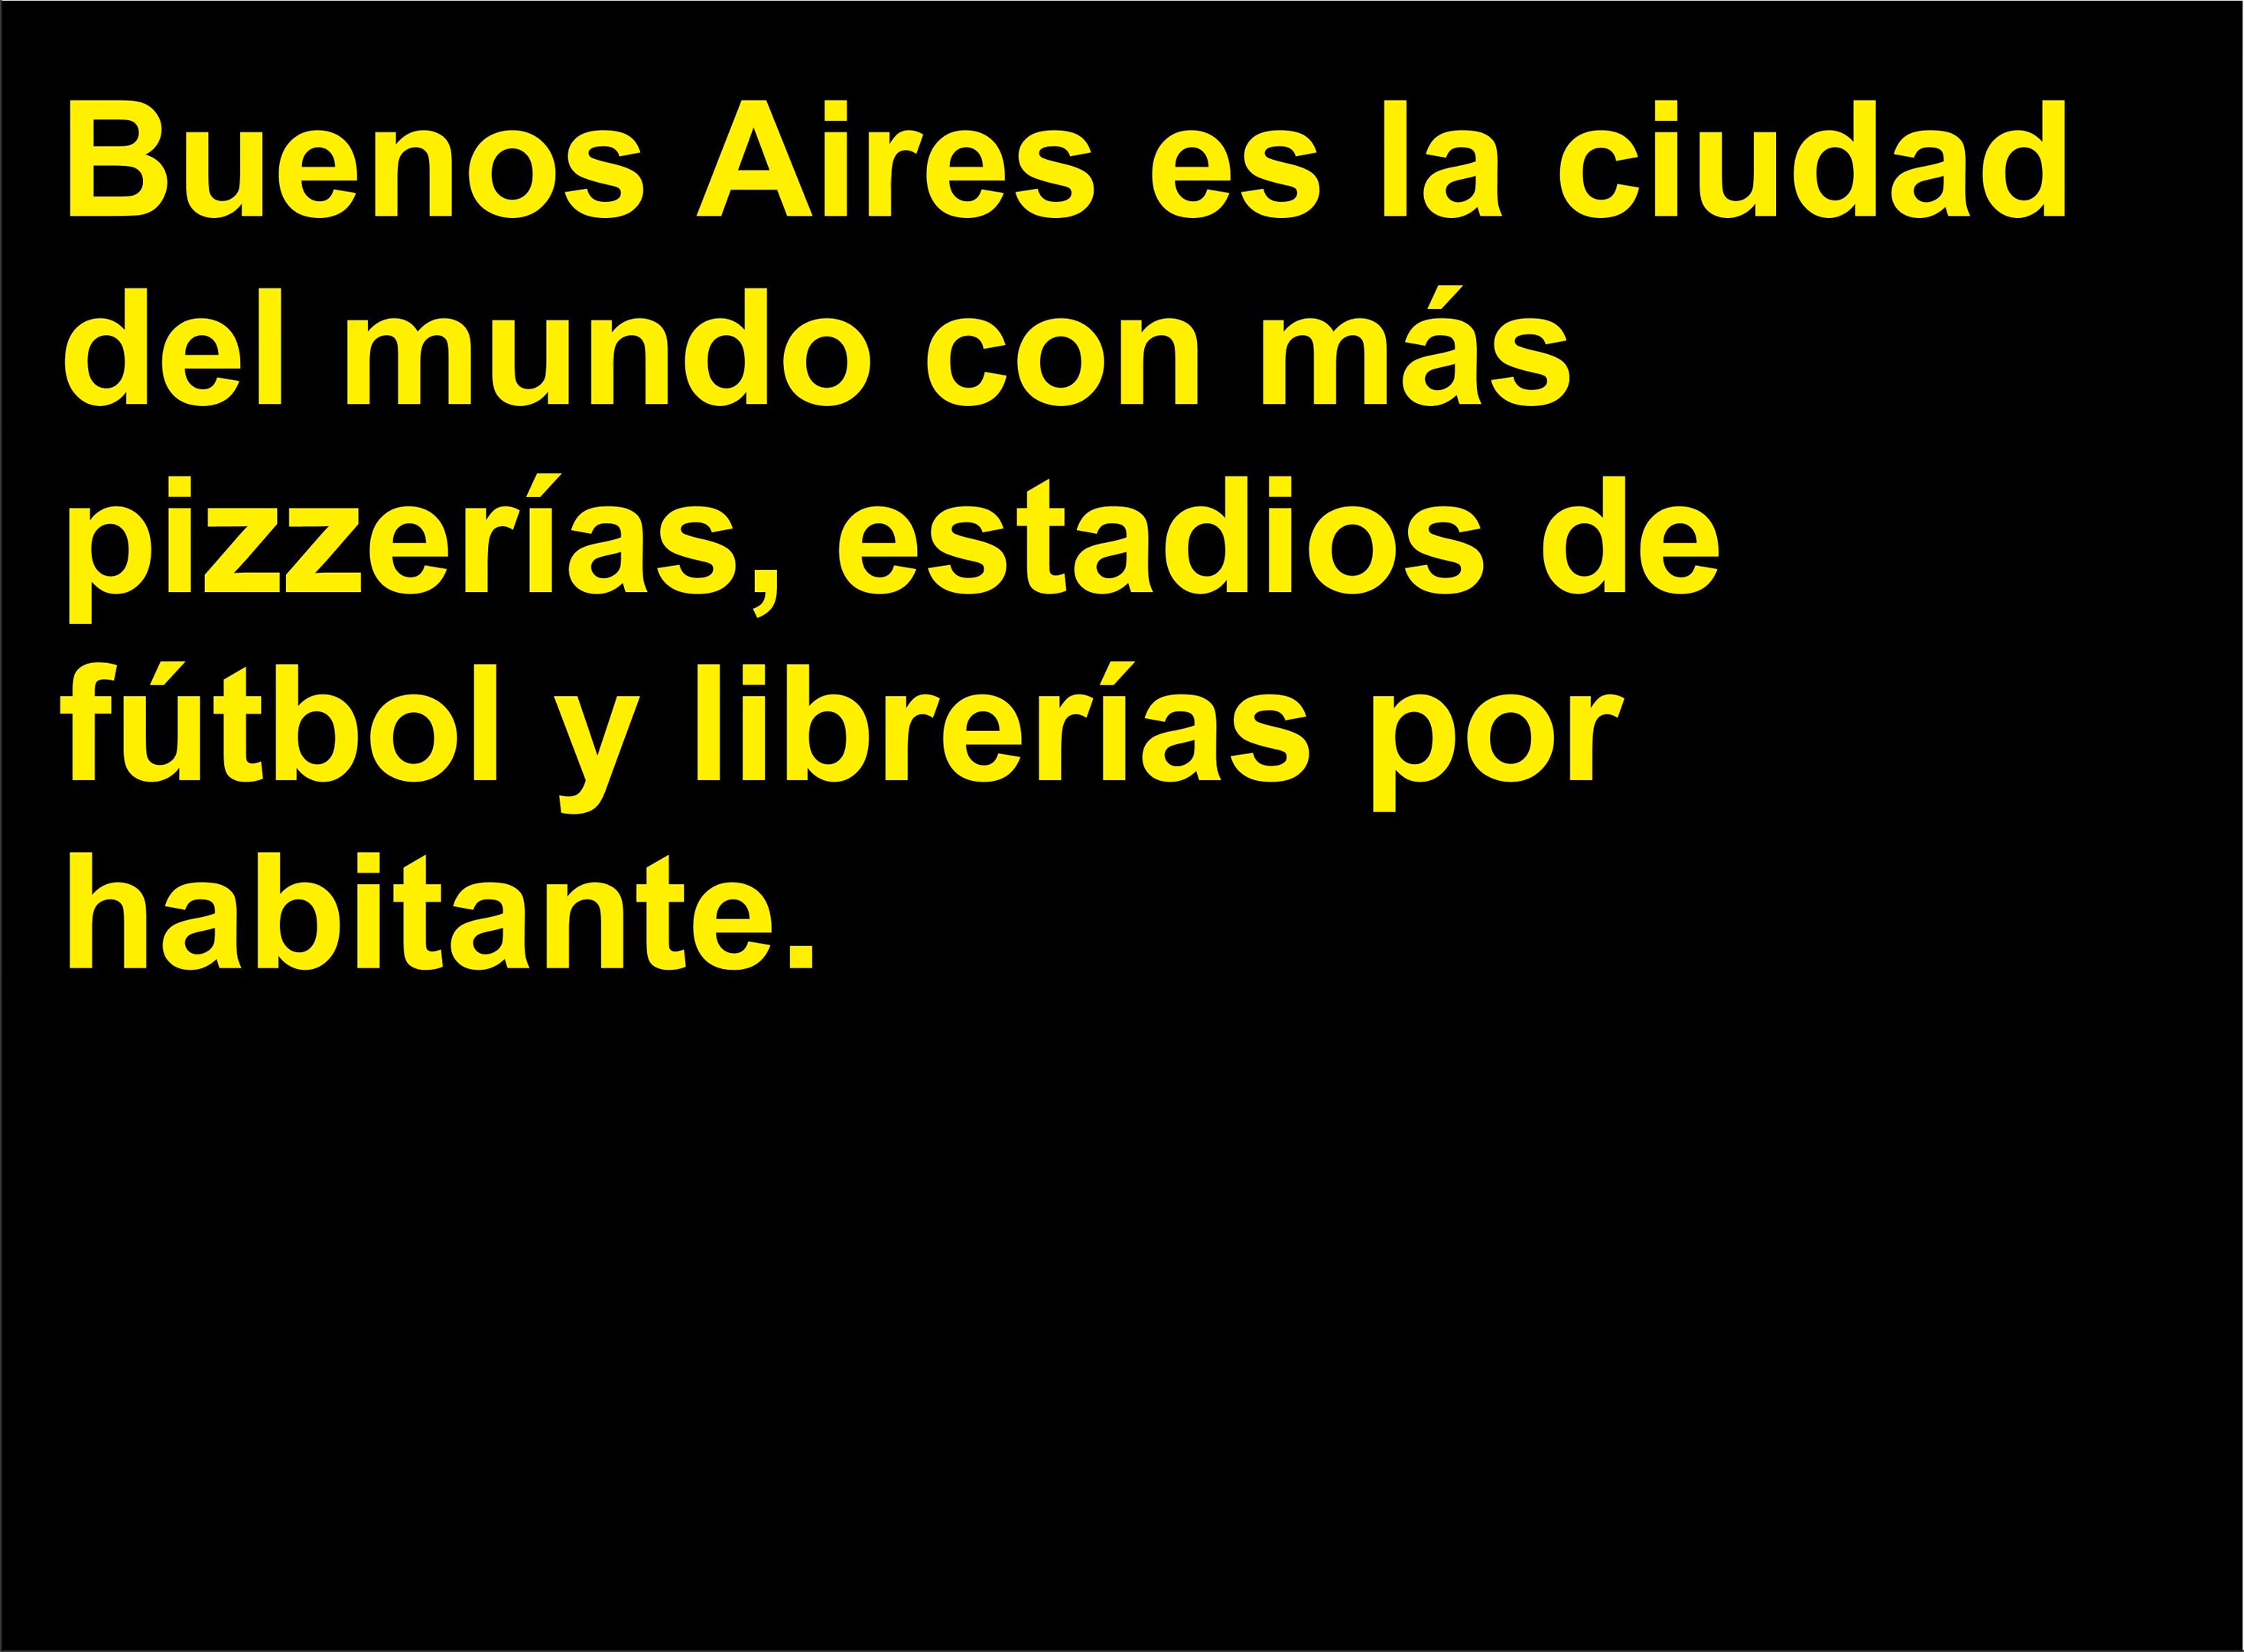 Buenos Aires es la ciudad
del mundo con más
pizzerías, estadios de
fútbol y librerías por
habitante.